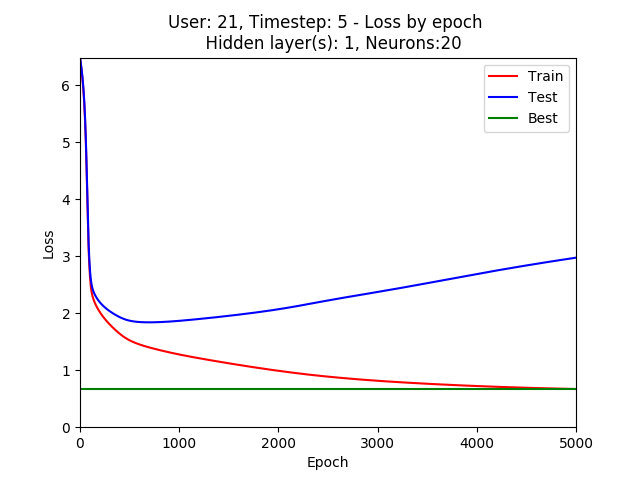 User: 21, Timestep: 5 - Loss by epoch
Hidden layer(s): 1, Neurons:20
Train
Test
Best
Loss
6
5
4
3
2
1
0
0 1000 2000 3000 4000 5000
Epoch